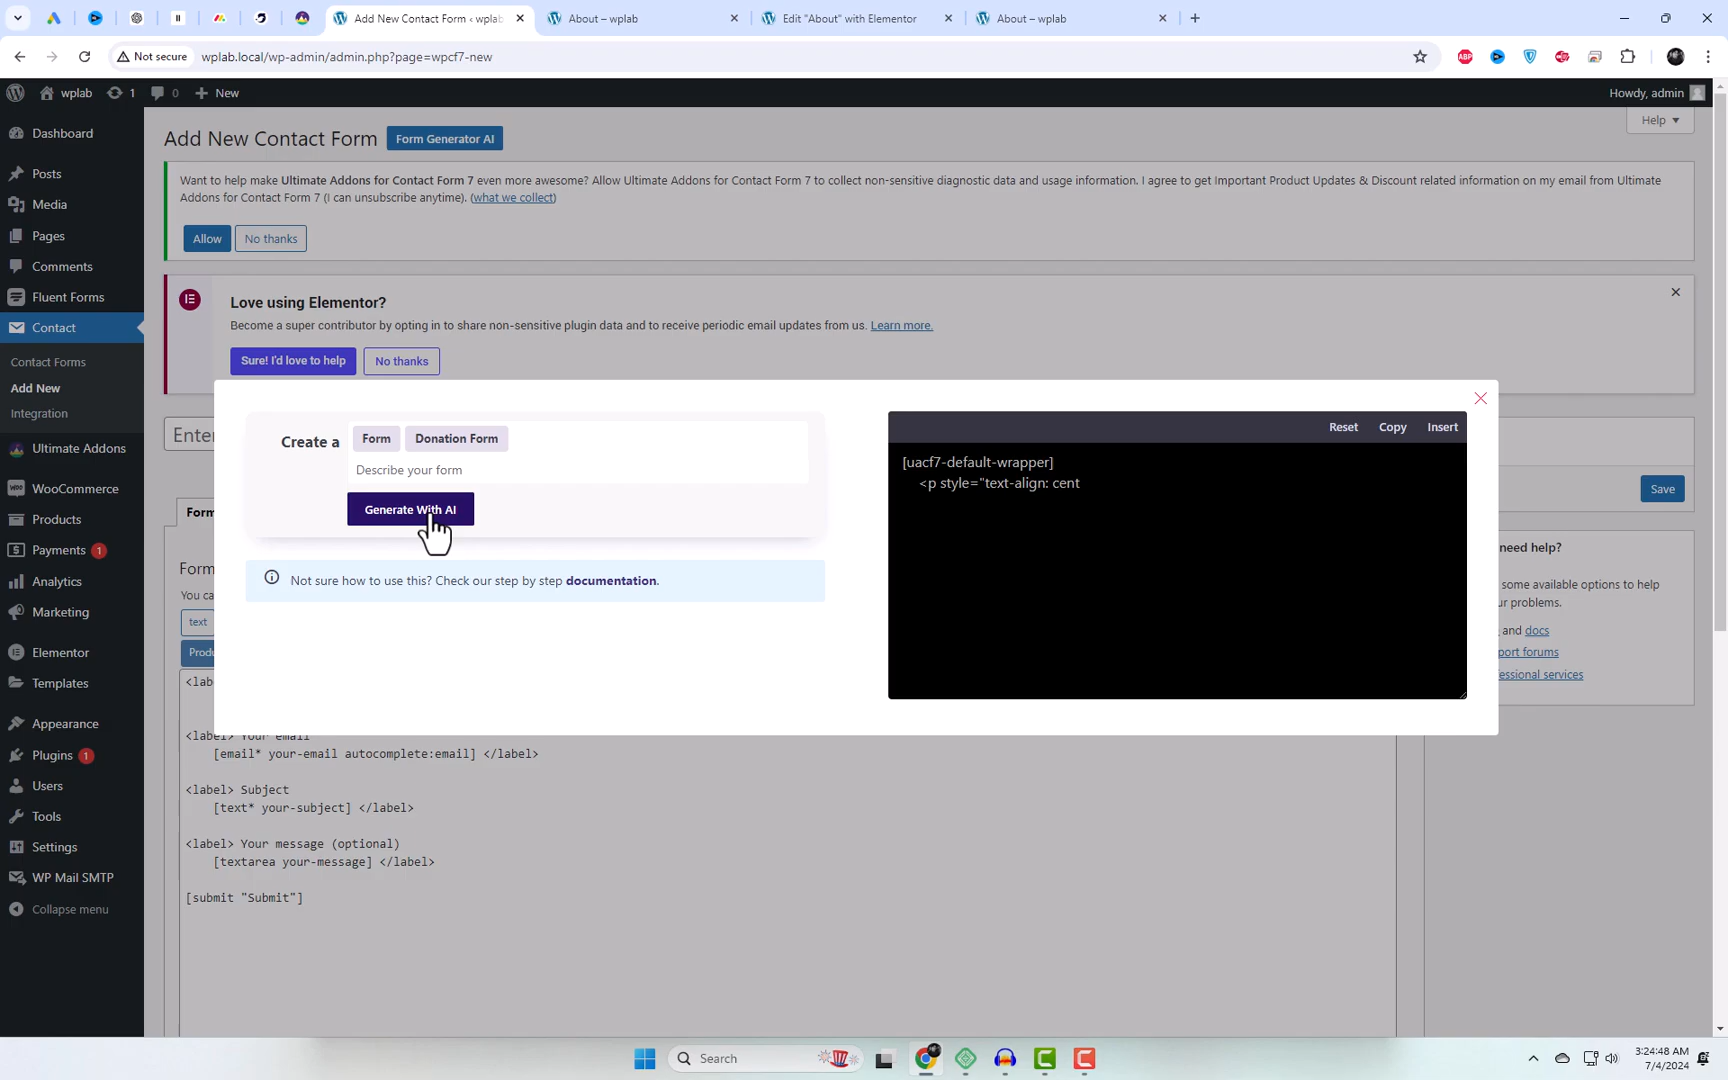 Add New Contact Form ‹ wplab
About – wplab
Edit "About" with Elementor
About – wplab
Not secure
wplab.local/wp-admin/admin.php?page=wpcf7-new
ABP
wplab
1
0
New
Howdy, admin
Dashboard
Posts
Media
Pages
Comments
Fluent Forms
Contact
Contact Forms
Add New
Integration
Ultimate Addons
WooCommerce
Products
Payments 1
Analytics
Marketing
Elementor
Templates
Appearance
Plugins 1
Users
Tools
Settings
WP Mail SMTP
Collapse menu
Help
Add New Contact Form
Form Generator AI
Want to help make Ultimate Addons for Contact Form 7 even more awesome? Allow Ultimate Addons for Contact Form 7 to collect non-sensitive diagnostic data and usage information. I agree to get Important Product Updates & Discount related information on my email from Ultimate
Addons for Contact Form 7 (I can unsubscribe anytime). (what we collect)
Allow
No thanks
Love using Elementor?
Become a super contributor by opting in to share non-sensitive plugin data and to receive periodic email updates from us. Learn more.
Sure! I'd love to help
No thanks
Enter
Create a
Form
Donation Form
Describe your form
Generate With AI
Not sure how to use this? Check our step by step documentation.
Reset
Copy
Insert
[uacf7-default-wrapper]
<p style="text-align: cent
Save
Form
Form
You ca
text
Produ
<labe
<label> Your email
[email* your-email autocomplete:email] </label>
<label> Subject
[text* your-subject] </label>
<label> Your message (optional)
[textarea your-message] </label>
[submit "Submit"]
need help?
some available options to help
ur problems.
and docs
port forums
fessional services
Search
3:24:48 AM
7/4/2024